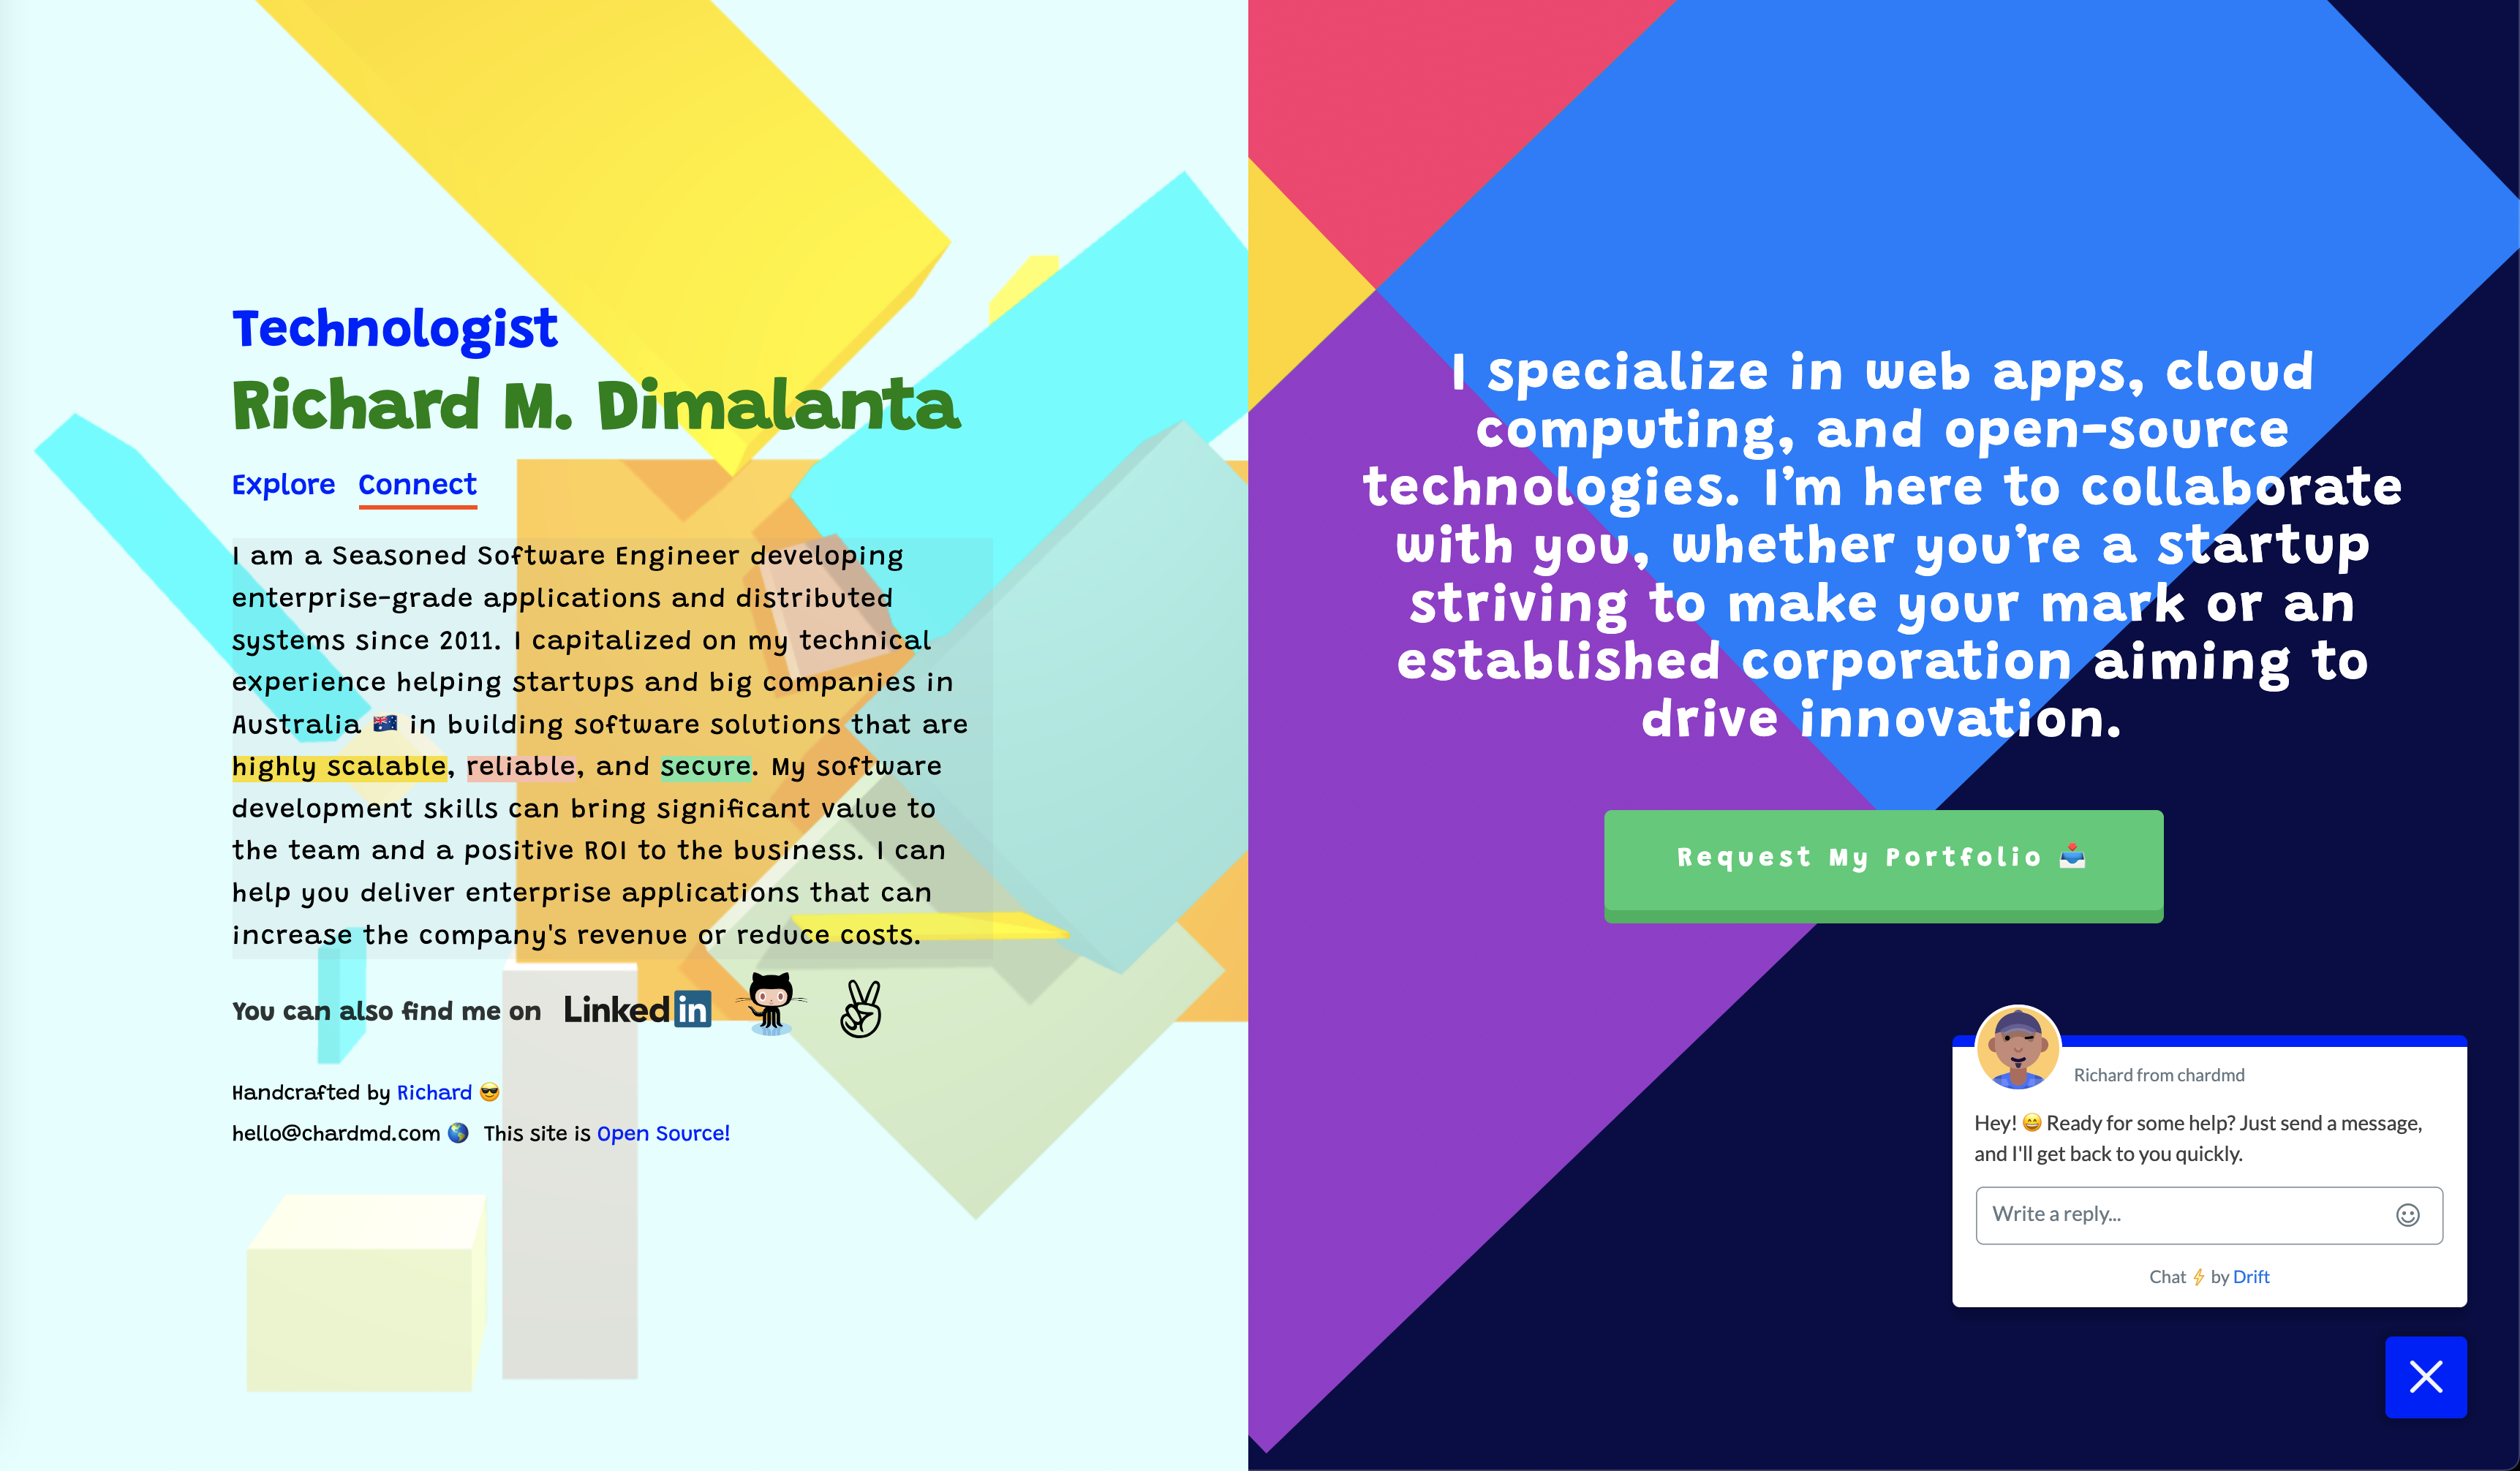 Technologist
Richard M. Dimalanta
Explore Connect
I am a Seasoned Software Engineer developing
enterprise-grade applications and distributed
systems since 2011. I capitalized on my technical
experience helping startups and big companies in
Australia 🇦🇺 in building software solutions that are
highly scalable, reliable, and secure. My software
development skills can bring significant value to
the team and a positive ROI to the business. I can
help you deliver enterprise applications that can
increase the company's revenue or reduce costs.
You can also find me on LinkedIn
Handcrafted by Richard 😎
hello@chardmd.com 🌎 This site is Open Source!
I specialize in web apps, cloud
computing, and open-source
technologies. I’m here to collaborate
with you, whether you’re a startup
striving to make your mark or an
established corporation aiming to
drive innovation.
Request My Portfolio 📥
Richard from chardmd
Hey! 😄 Ready for some help? Just send a message,
and I'll get back to you quickly.
Write a reply...
Chat ⚡ by Drift